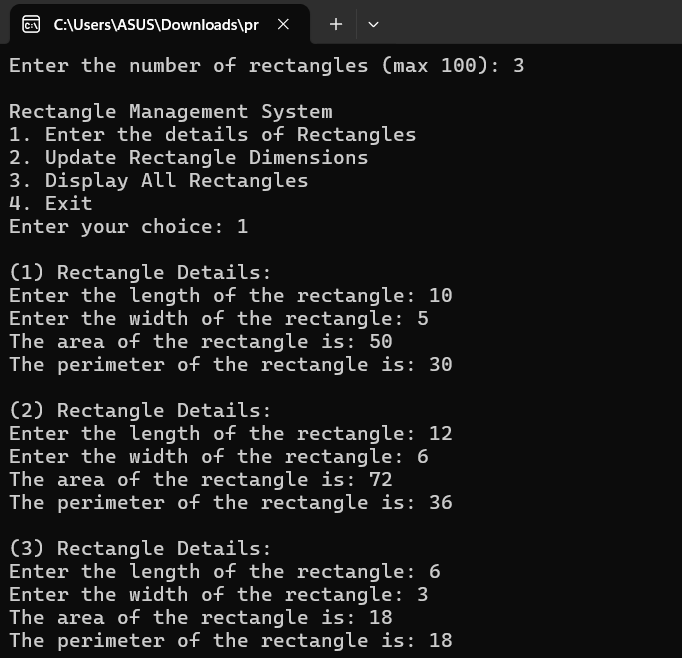 C:\Users\ASUS\Downloads\pr
Enter the number of rectangles (max 100): 3
Rectangle Management System
1. Enter the details of Rectangles
2. Update Rectangle Dimensions
3. Display All Rectangles
4. Exit
Enter your choice: 1
(1) Rectangle Details:
Enter the length of the rectangle: 10
Enter the width of the rectangle: 5
The area of the rectangle is: 50
The perimeter of the rectangle is: 30
(2) Rectangle Details:
Enter the length of the rectangle: 12
Enter the width of the rectangle: 6
The area of the rectangle is: 72
The perimeter of the rectangle is: 36
(3) Rectangle Details:
Enter the length of the rectangle: 6
Enter the width of the rectangle: 3
The area of the rectangle is: 18
The perimeter of the rectangle is: 18